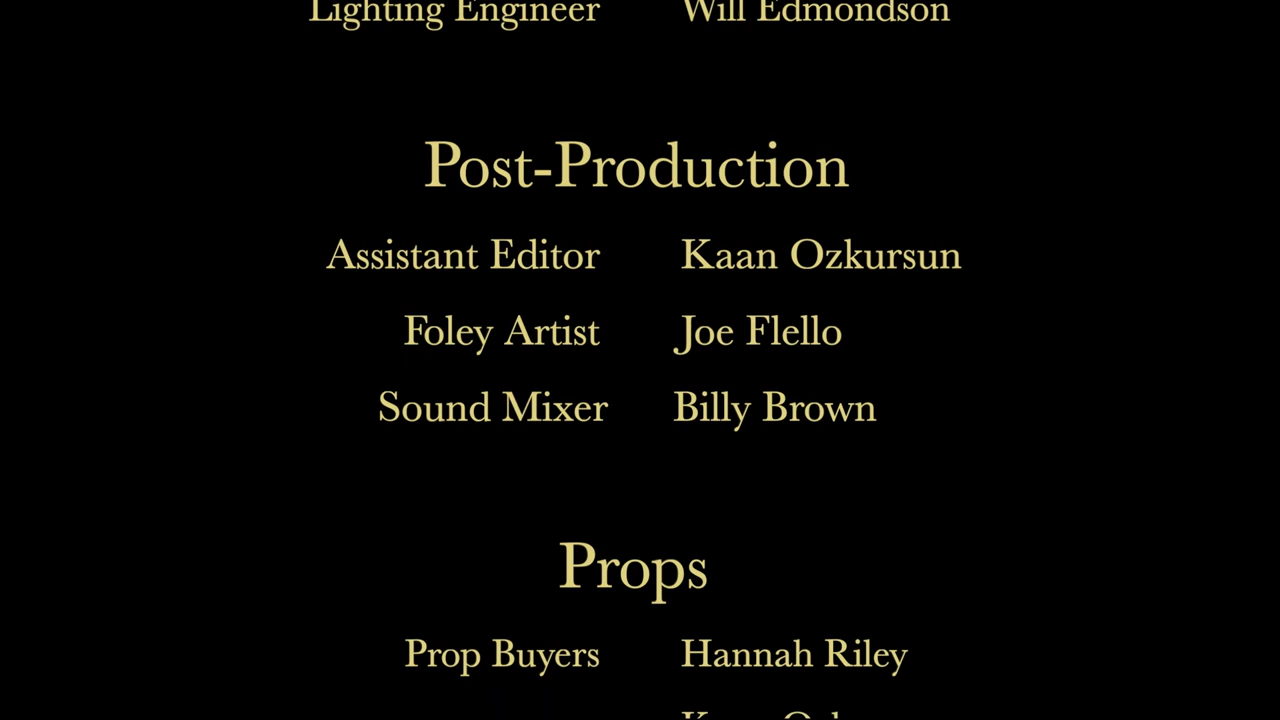 Lighting Engineer Will Edmondson
Post-Production
Assistant Editor Kaan Ozkursun
Foley Artist Joe Flello
Sound Mixer Billy Brown
Props
Prop Buyers Hannah Riley